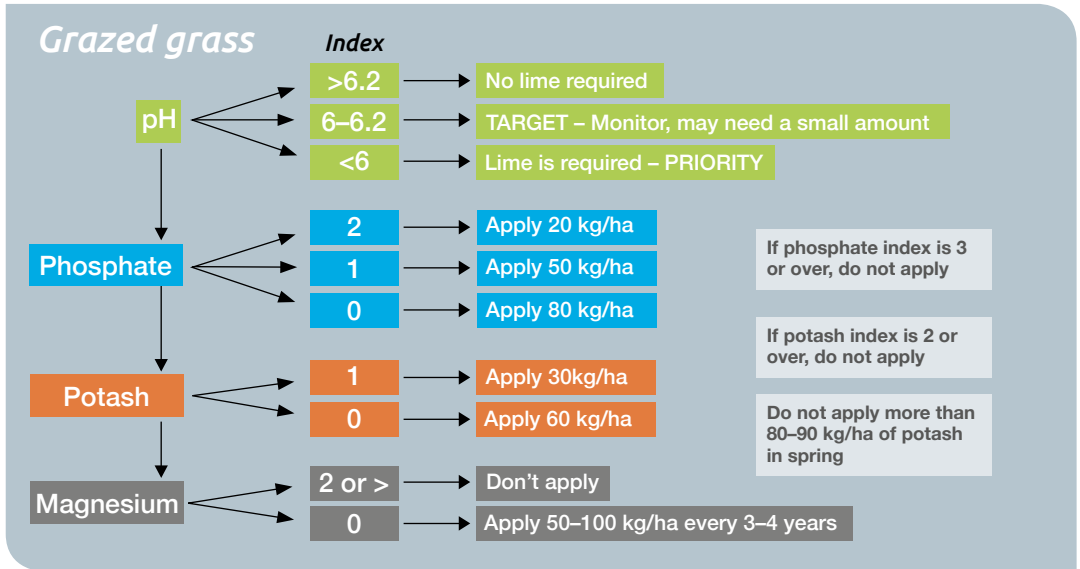 Grazed grass
Index
>6.2
No lime required
pH
6–6.2
TARGET – Monitor, may need a small amount
<6
Lime is required – PRIORITY
Phosphate
2
Apply 20 kg/ha
1
Apply 50 kg/ha
0
Apply 80 kg/ha
If phosphate index is 3
or over, do not apply
If potash index is 2 or
over, do not apply
Potash
1
Apply 30kg/ha
0
Apply 60 kg/ha
Do not apply more than
80–90 kg/ha of potash
in spring
Magnesium
2 or >
Don’t apply
0
Apply 50–100 kg/ha every 3–4 years